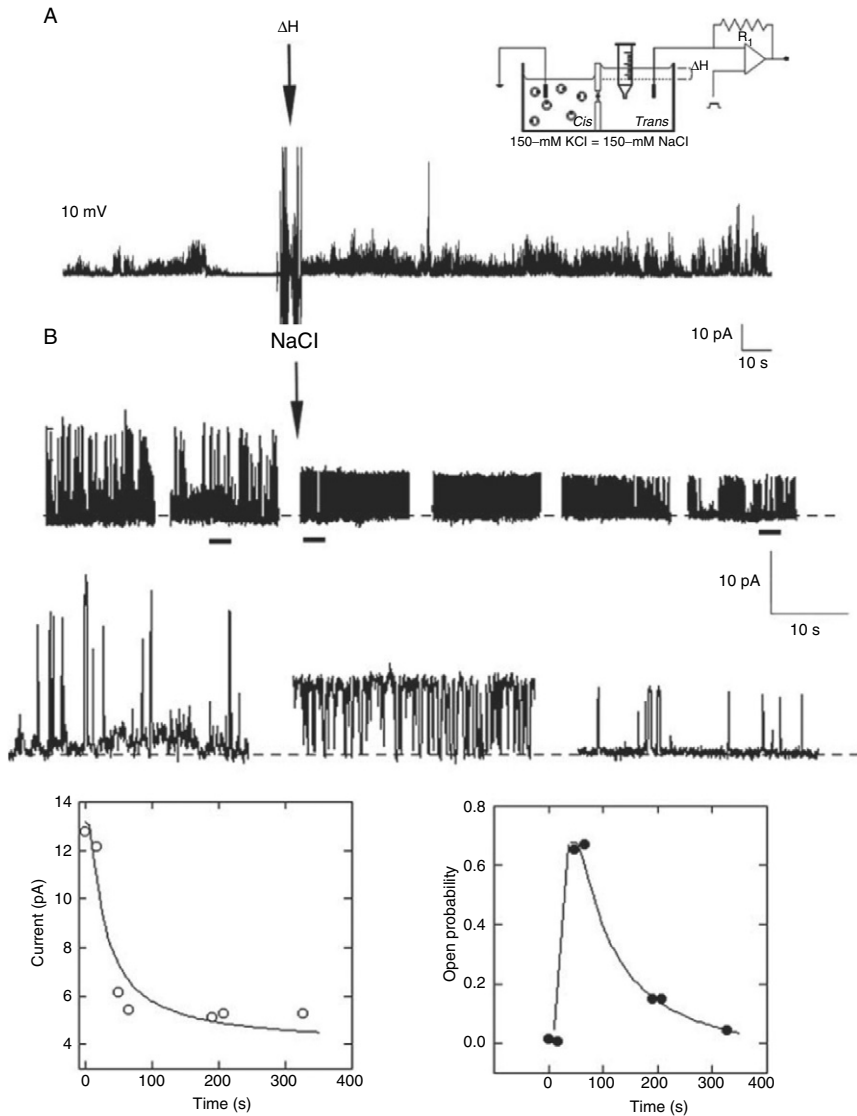 A
ΔH
R1
ΔH
Cis
Trans
150–mM KCl = 150–mM NaCl
10 mV
10 pA
10 s
B
NaCl
10 pA
10 s
14
12
10
8
6
4
Current (pA)
0
100
200
300
400
Time (s)
0.8
0.6
0.4
0.2
0.0
Open probability
0
100
200
300
400
Time (s)